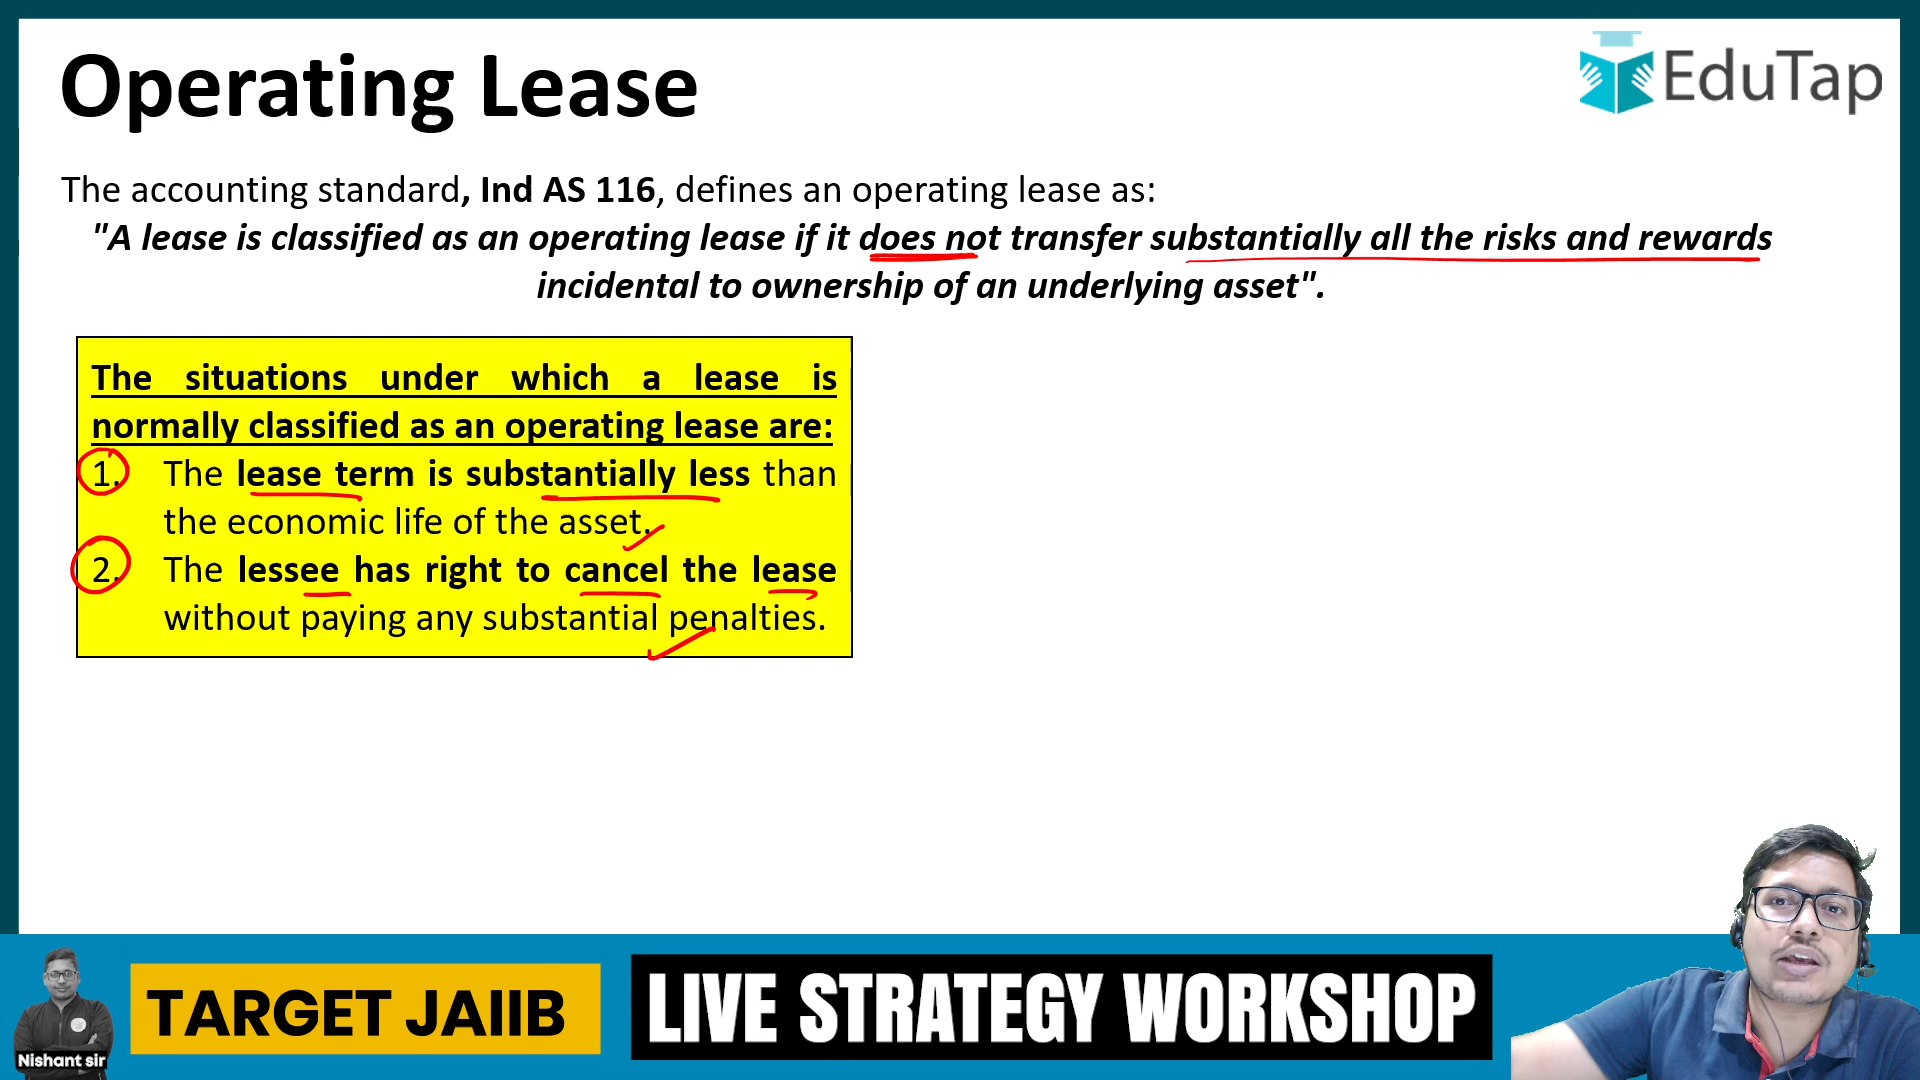 Operating Lease
EduTap
The accounting standard, Ind AS 116, defines an operating lease as:
"A lease is classified as an operating lease if it does not transfer substantially all the risks and rewards
incidental to ownership of an underlying asset".
The situations under which a lease is
normally classified as an operating lease are:
1. The lease term is substantially less than
the economic life of the asset.
2. The lessee has right to cancel the lease
without paying any substantial penalties.
TARGET JAIIB
LIVE STRATEGY WORKSHOP
Nishant sir